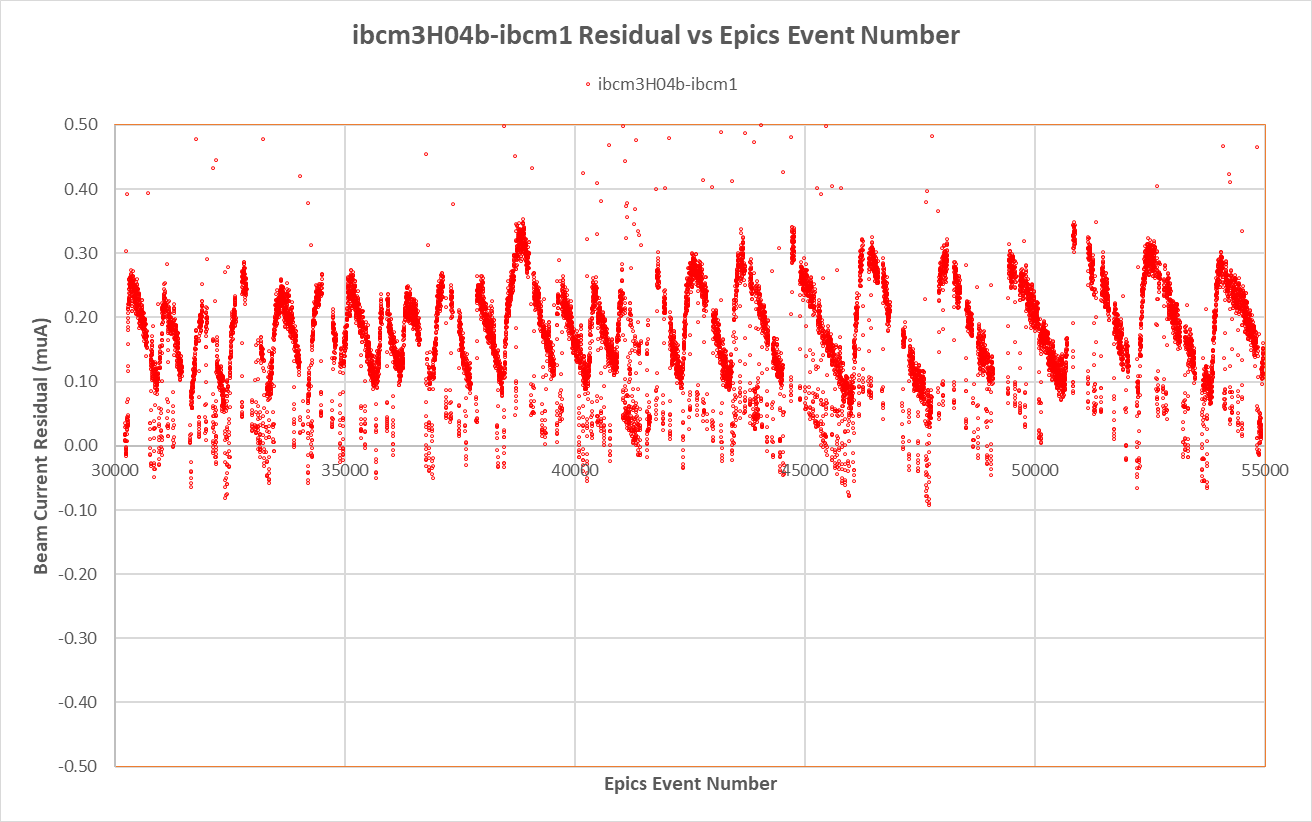 ibcm3H04b-ibcm1 Residual vs Epics Event Number
ibcm3H04b-ibcm1
0.50
0.40
0.30
0.20
0.10
0.00
30000 35000 40000 45000 50000 55000
-0.10
-0.20
-0.30
-0.40
-0.50
Beam Current Residual (muA)
Epics Event Number